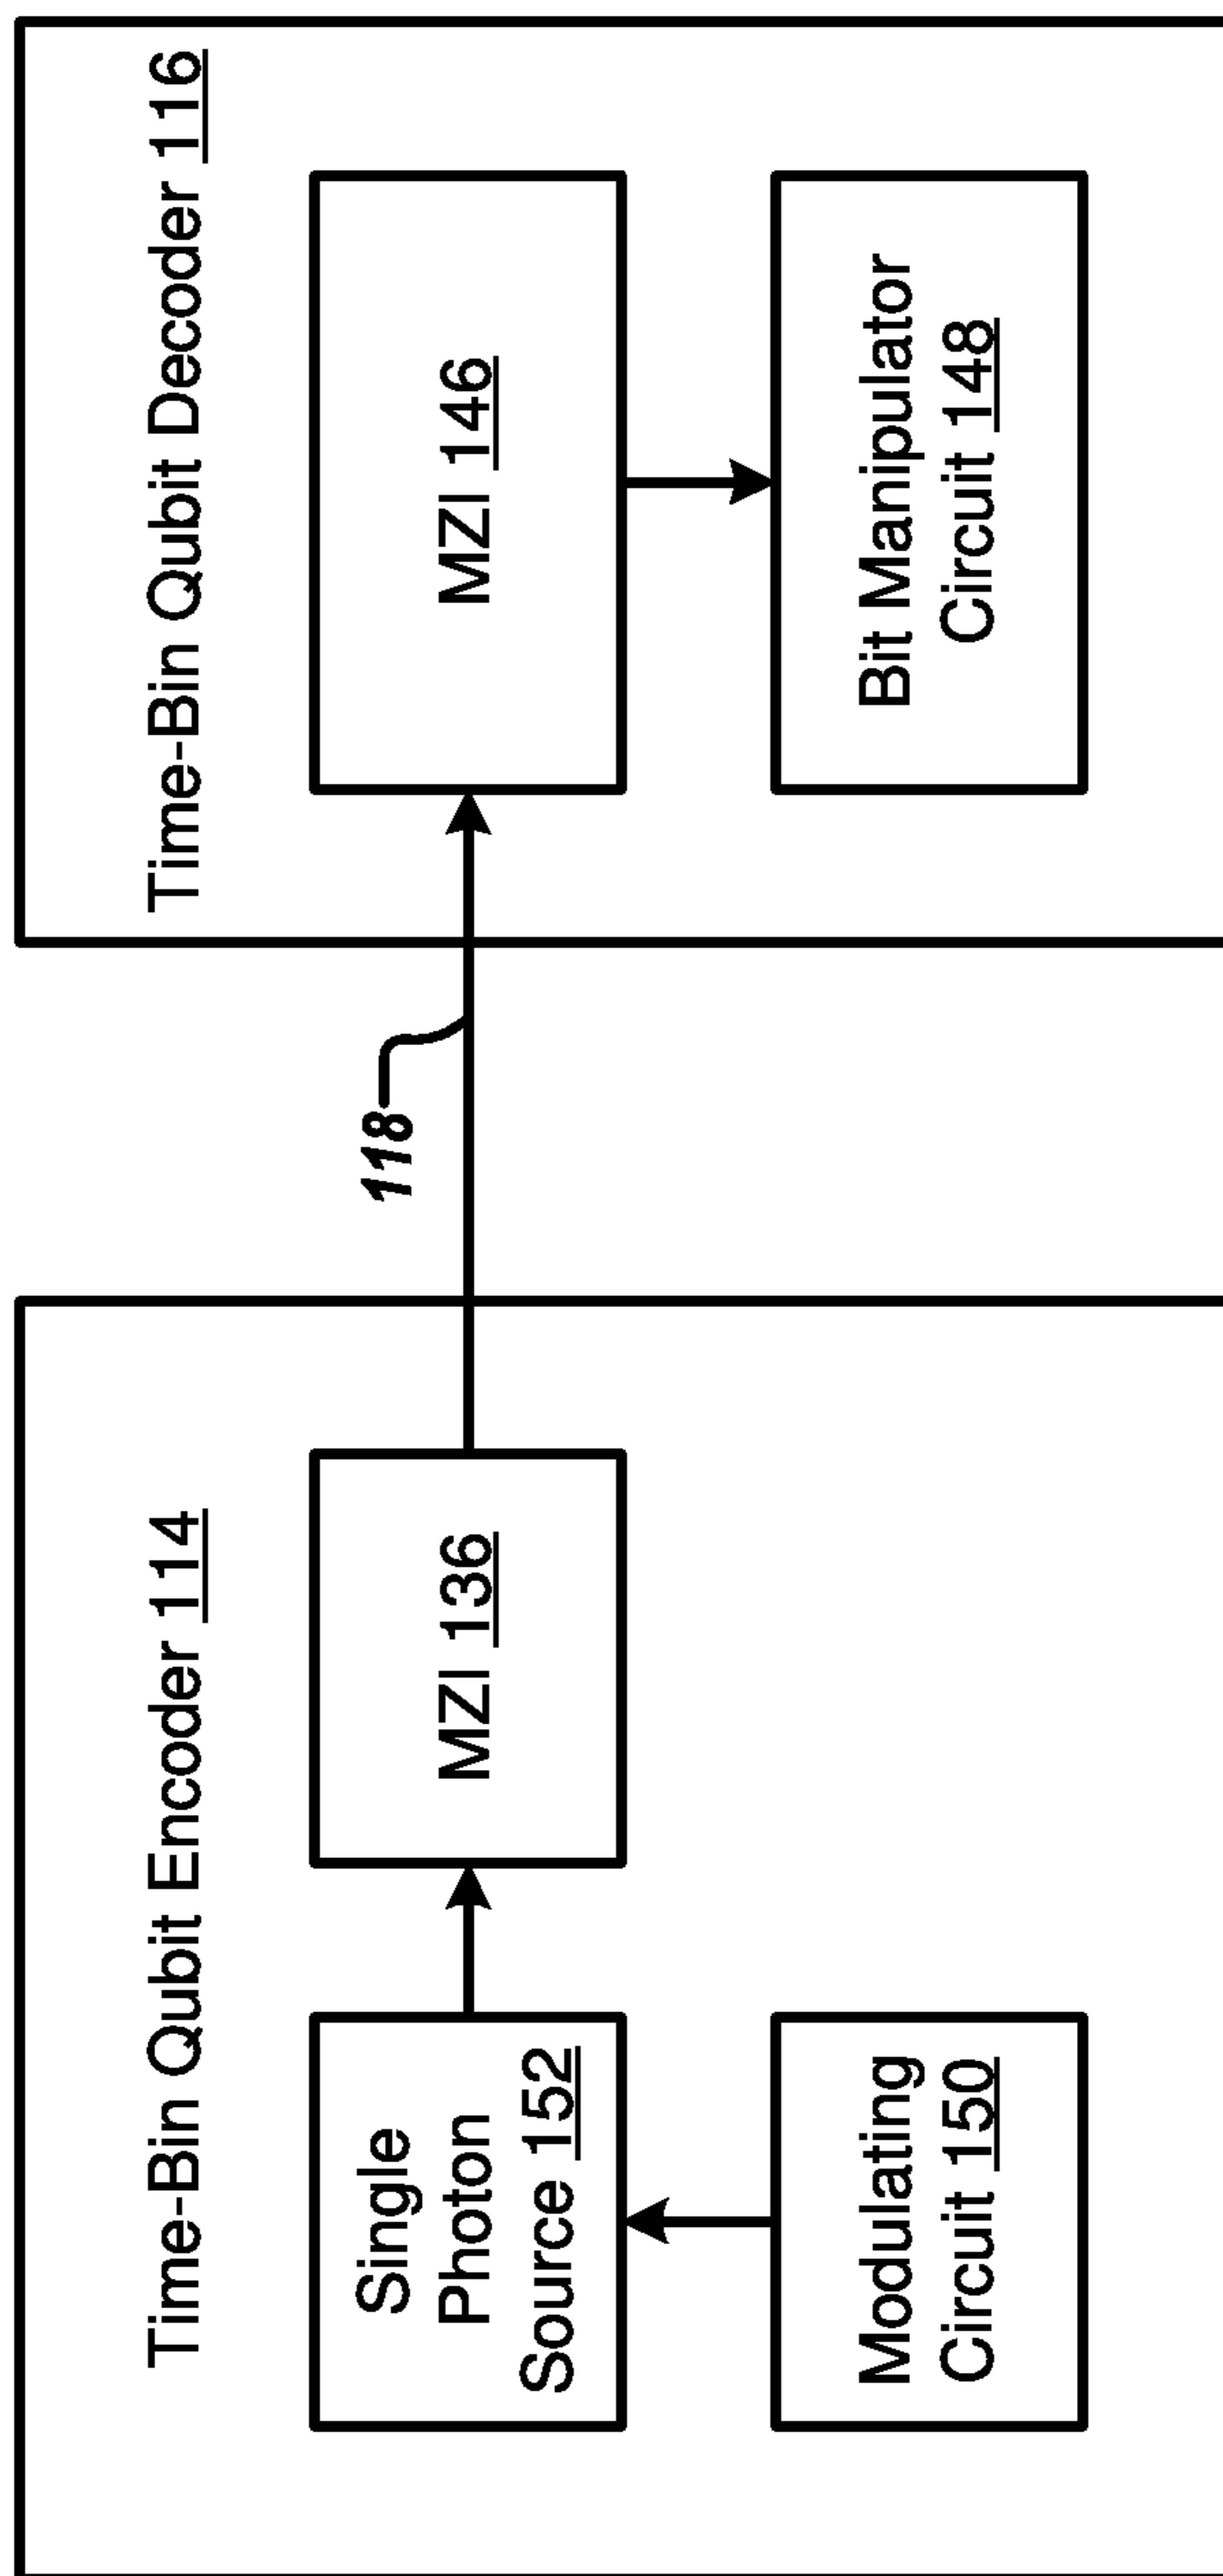 Time-Bin Qubit Encoder 114
Single
Photon
Source 152
MZI 136
Modulating
Circuit 150
118
Time-Bin Qubit Decoder 116
MZI 146
Bit Manipulator
Circuit 148